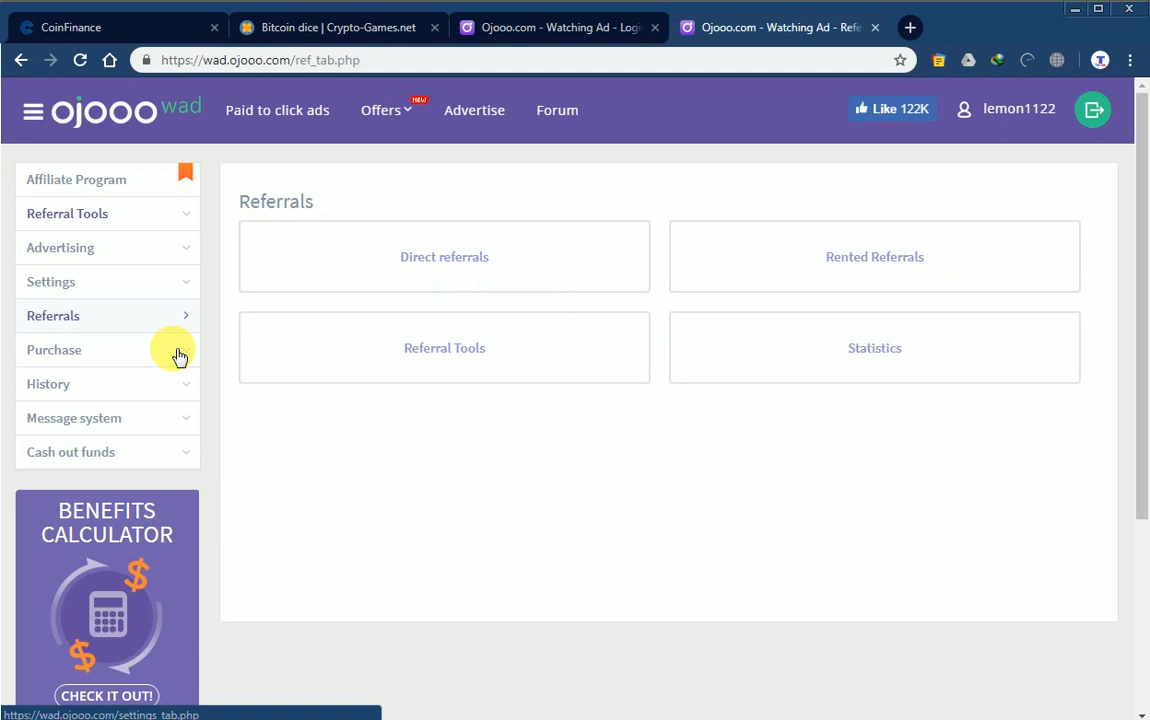 CoinFinance
Bitcoin dice | Crypto-Games.net
Ojooo.com - Watching Ad - Logi
Ojooo.com - Watching Ad - Refe
https://wad.ojooo.com/ref_tab.php
ojooo wad
Paid to click ads
Offers
NEW
Advertise
Forum
Like 122K
lemon1122
Affiliate Program
Referral Tools
Advertising
Settings
Referrals
Purchase
History
Message system
Cash out funds
Referrals
Direct referrals
Rented Referrals
Referral Tools
Statistics
BENEFITS
CALCULATOR
$
$
CHECK IT OUT!
https://wad.ojooo.com/settings_tab.php